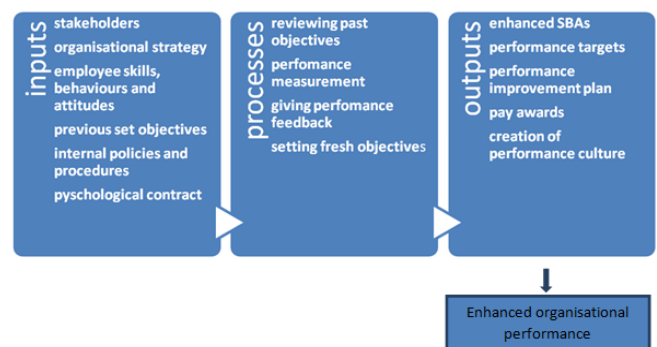 inputs
stakeholders
organisational strategy
employee skills,
behaviours and
attitudes
previous set objectives
internal policies and
procedures
pyschological contract
processes
reviewing past
objectives
perfomance
measurement
giving perfomance
feedback
setting fresh objectives
outputs
enhanced SBAs
performance targets
performance
improvement plan
pay awards
creation of
performance culture
Enhanced organisational
performance